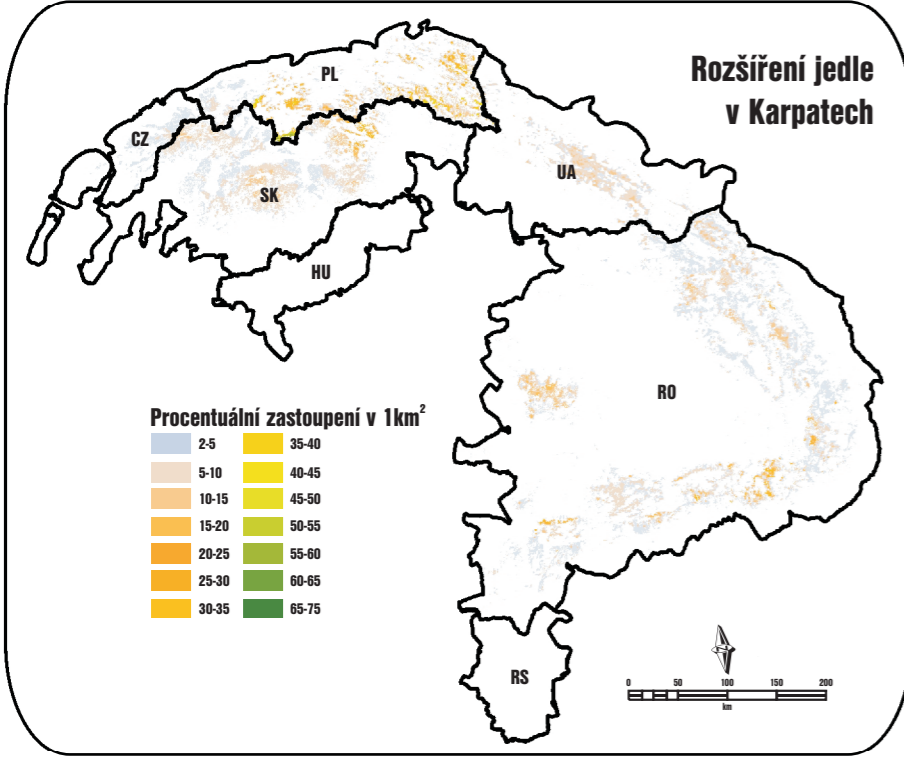 Rozšíření jedle
v Karpatech
PL
CZ
SK
UA
HU
RO
RS
Procentuální zastoupení v 1km²
2-5
5-10
10-15
15-20
20-25
25-30
30-35
35-40
40-45
45-50
50-55
55-60
60-65
65-75
0 50 100 150 200
km